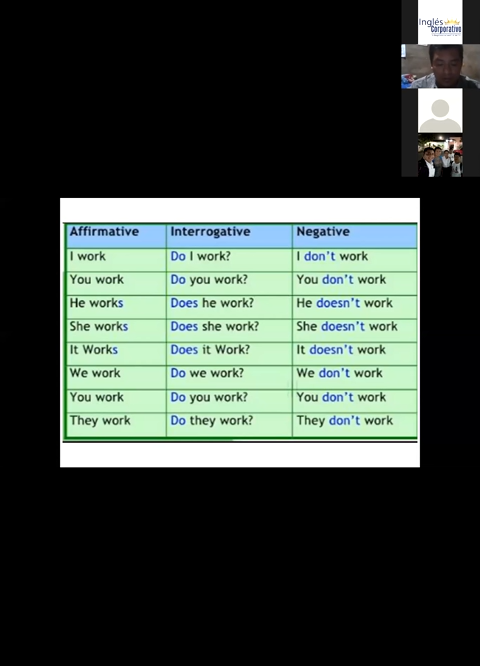 Inglés
Corporativo
Affirmative Interrogative Negative
I work Do I work? I don't work
You work Do you work? You don't work
He works Does he work? He doesn't work
She works Does she work? She doesn't work
It Works Does it Work? It doesn't work
We work Do we work? We don't work
You work Do you work? You don't work
They work Do they work? They don't work